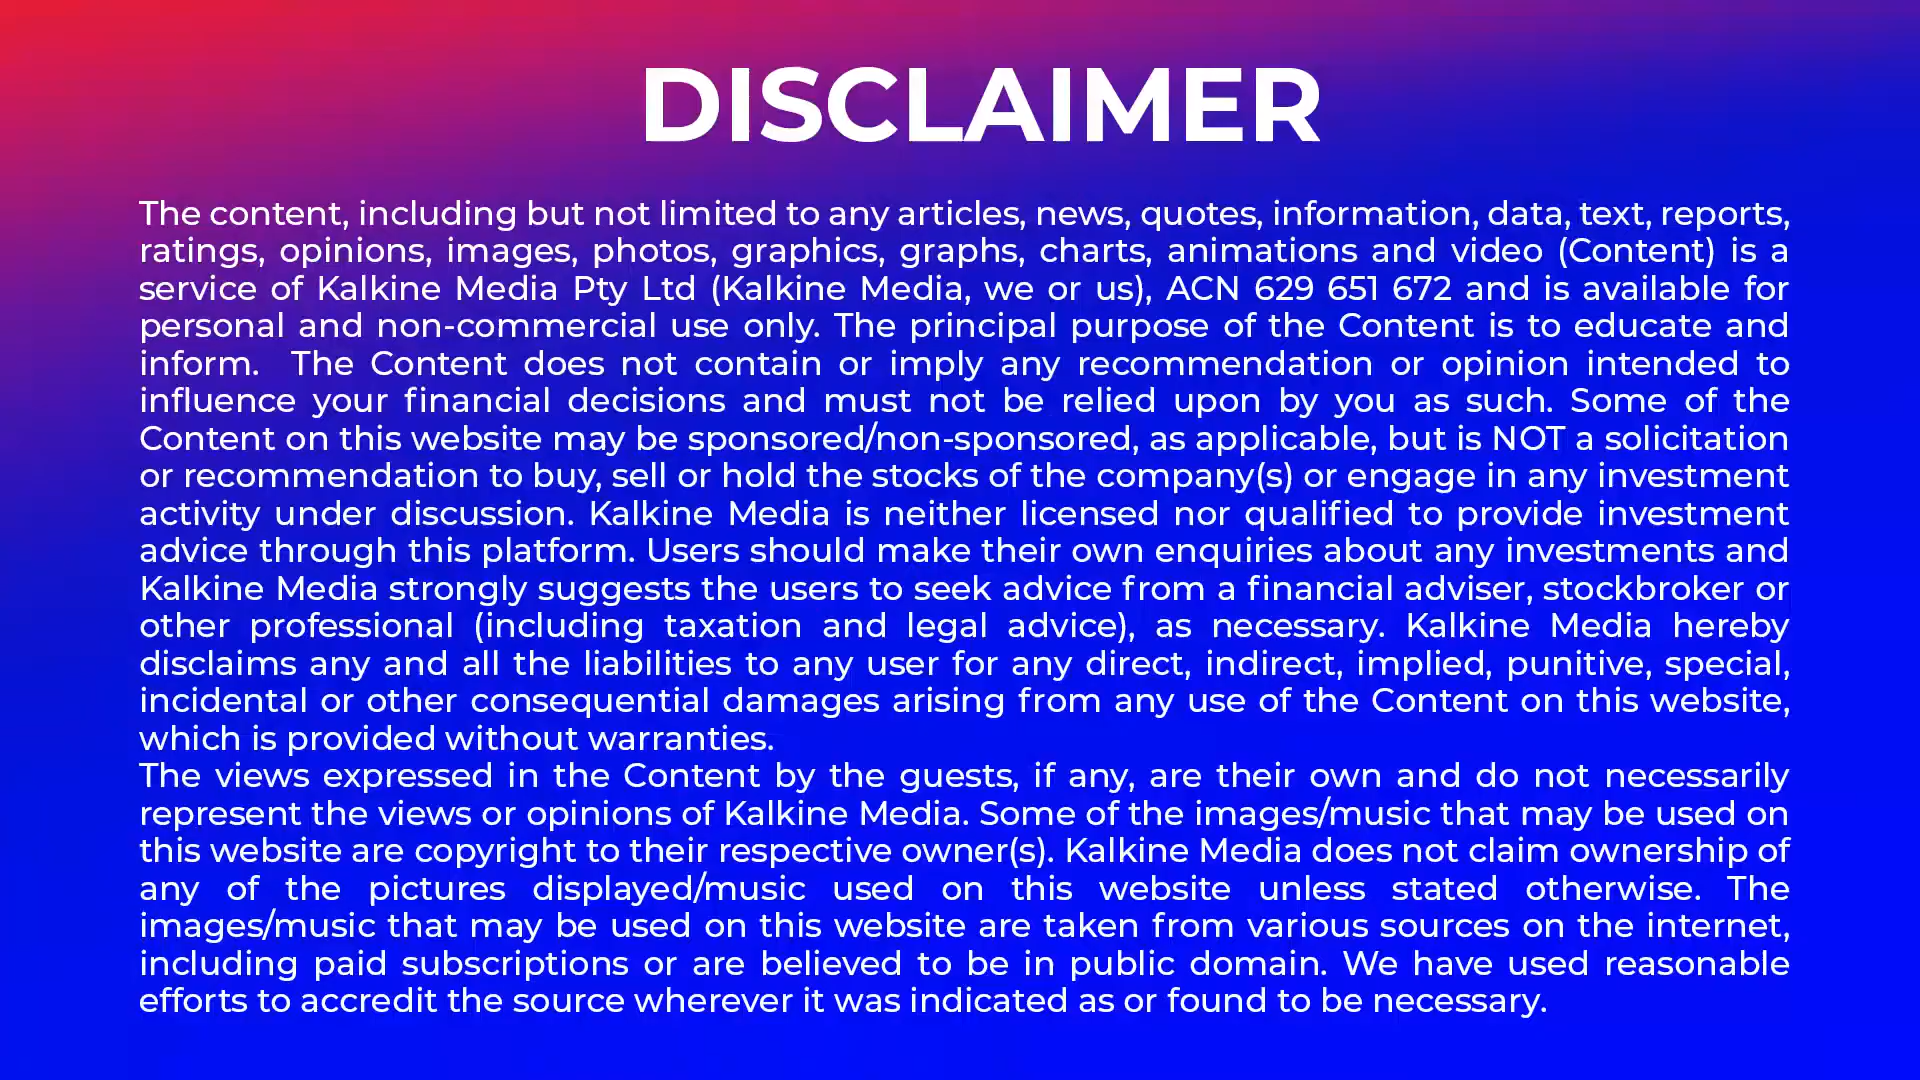 DISCLAIMER
The content, including but not limited to any articles, news, quotes, information, data, text, reports,
ratings, opinions, images, photos, graphics, graphs, charts, animations and video (Content) is a
service of Kalkine Media Pty Ltd (Kalkine Media, we or us), ACN 629 651 672 and is available for
personal and non-commercial use only. The principal purpose of the Content is to educate and
inform.  The Content does not contain or imply any recommendation or opinion intended to
influence your financial decisions and must not be relied upon by you as such. Some of the
Content on this website may be sponsored/non-sponsored, as applicable, but is NOT a solicitation
or recommendation to buy, sell or hold the stocks of the company(s) or engage in any investment
activity under discussion. Kalkine Media is neither licensed nor qualified to provide investment
advice through this platform. Users should make their own enquiries about any investments and
Kalkine Media strongly suggests the users to seek advice from a financial adviser, stockbroker or
other professional (including taxation and legal advice), as necessary. Kalkine Media hereby
disclaims any and all the liabilities to any user for any direct, indirect, implied, punitive, special,
incidental or other consequential damages arising from any use of the Content on this website,
which is provided without warranties.
The views expressed in the Content by the guests, if any, are their own and do not necessarily
represent the views or opinions of Kalkine Media. Some of the images/music that may be used on
this website are copyright to their respective owner(s). Kalkine Media does not claim ownership of
any of the pictures displayed/music used on this website unless stated otherwise. The
images/music that may be used on this website are taken from various sources on the internet,
including paid subscriptions or are believed to be in public domain. We have used reasonable
efforts to accredit the source wherever it was indicated as or found to be necessary.